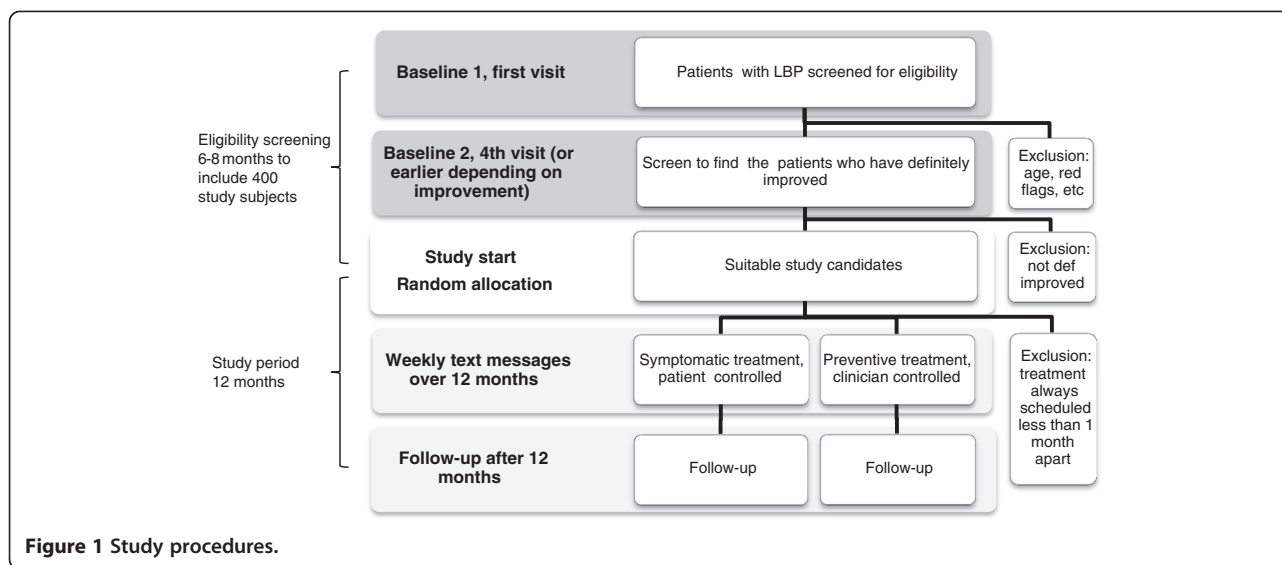 Baseline 1, first visit
Patients with LBP screened for eligibility
Eligibility screening
6-8 months to
include 400
study subjects
Baseline 2, 4th visit (or
earlier depending on
improvement)
Screen to find the patients who have definitely
improved
Exclusion:
age, red
flags, etc
Study start
Random allocation
Suitable study candidates
Exclusion:
not def
improved
Study period
12 months
Weekly text messages
over 12 months
Symptomatic treatment,
patient controlled
Preventive treatment,
clinician controlled
Exclusion:
treatment
always
scheduled
less than 1
month
apart
Follow-up after 12
months
Follow-up
Follow-up
Figure 1 Study procedures.